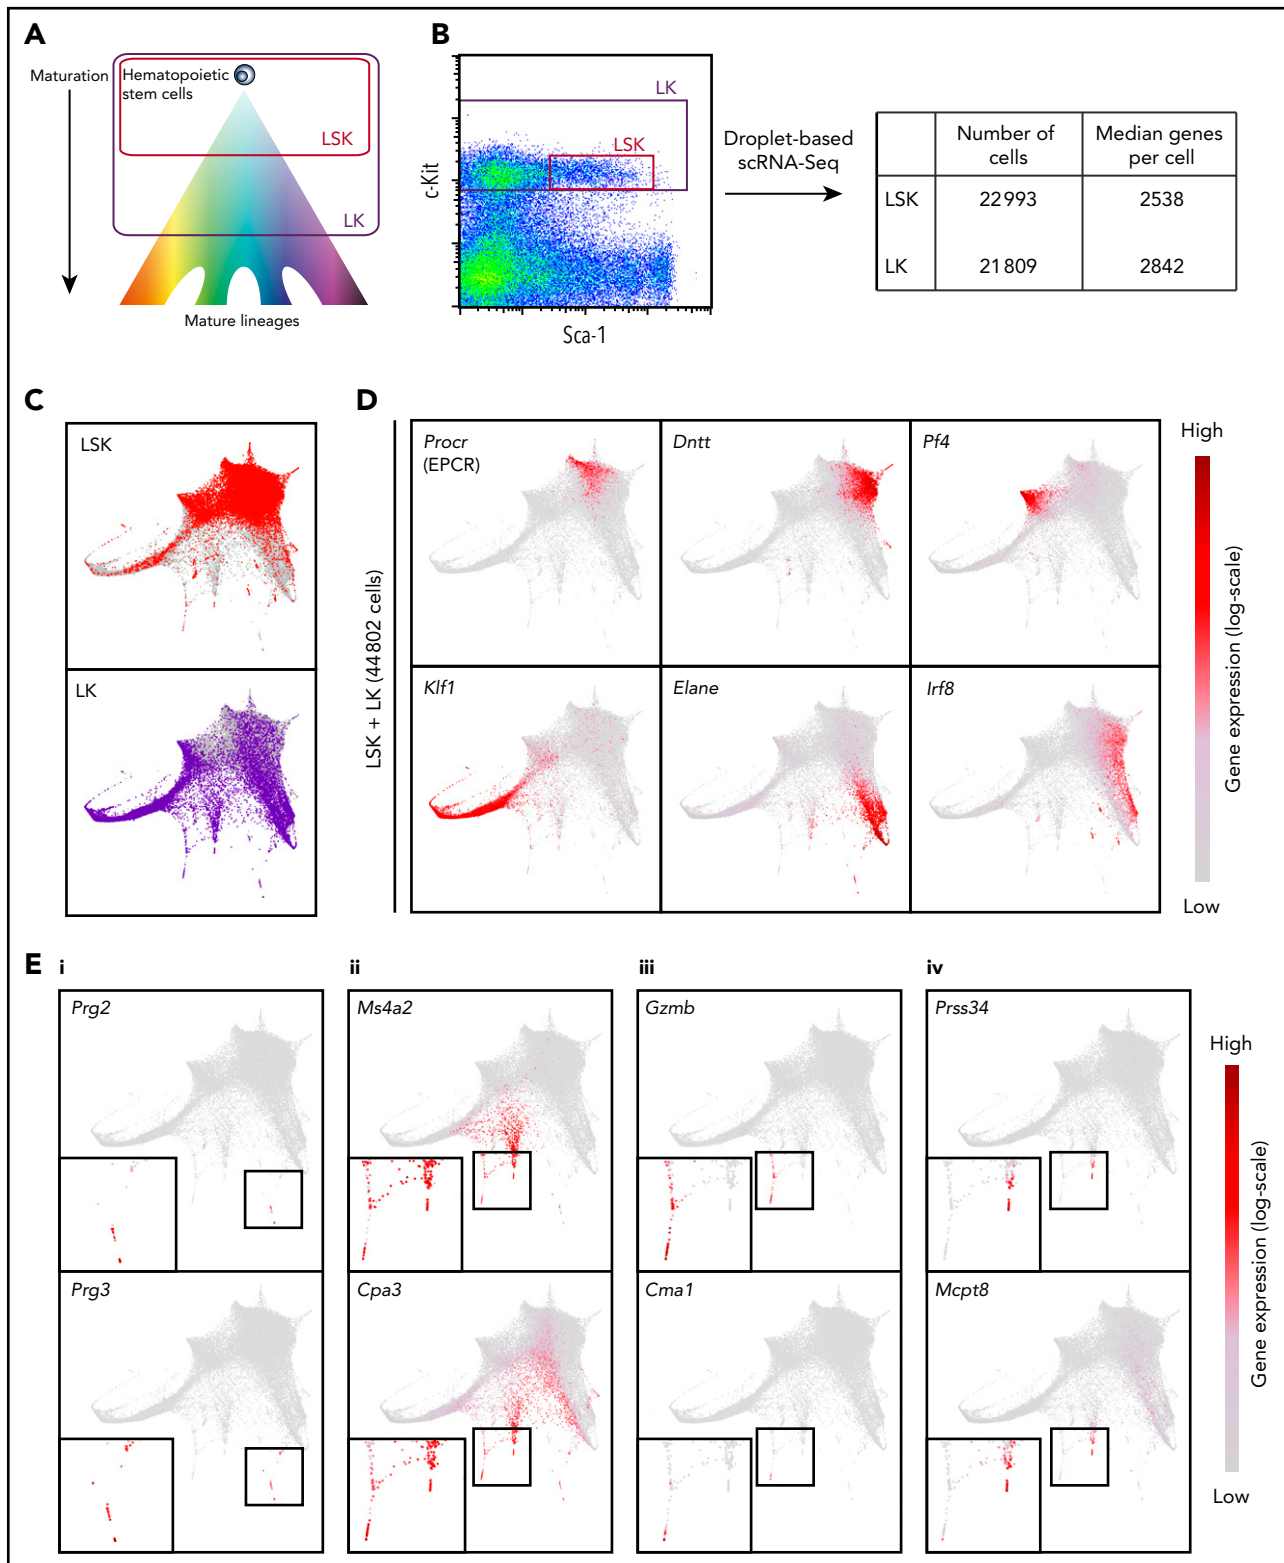 A
Maturation
Hematopoietic
stem cells
LSK
LK
Mature lineages
B
c-Kit
LK
LSK
Sca-1
Droplet-based
scRNA-Seq
Number of
cells
Median genes
per cell
LSK
22993
2538
LK
21809
2842
C
LSK
LK
D
LSK + LK (44802 cells)
Procr
(EPCR)
Dntt
Pf4
Klf1
Elane
Irf8
High
Gene expression (log-scale)
Low
E
i
ii
iii
iv
Prg2
Ms4a2
Gzmb
Prss34
Prg3
Cpa3
Cma1
Mcpt8
High
Gene expression (log-scale)
Low